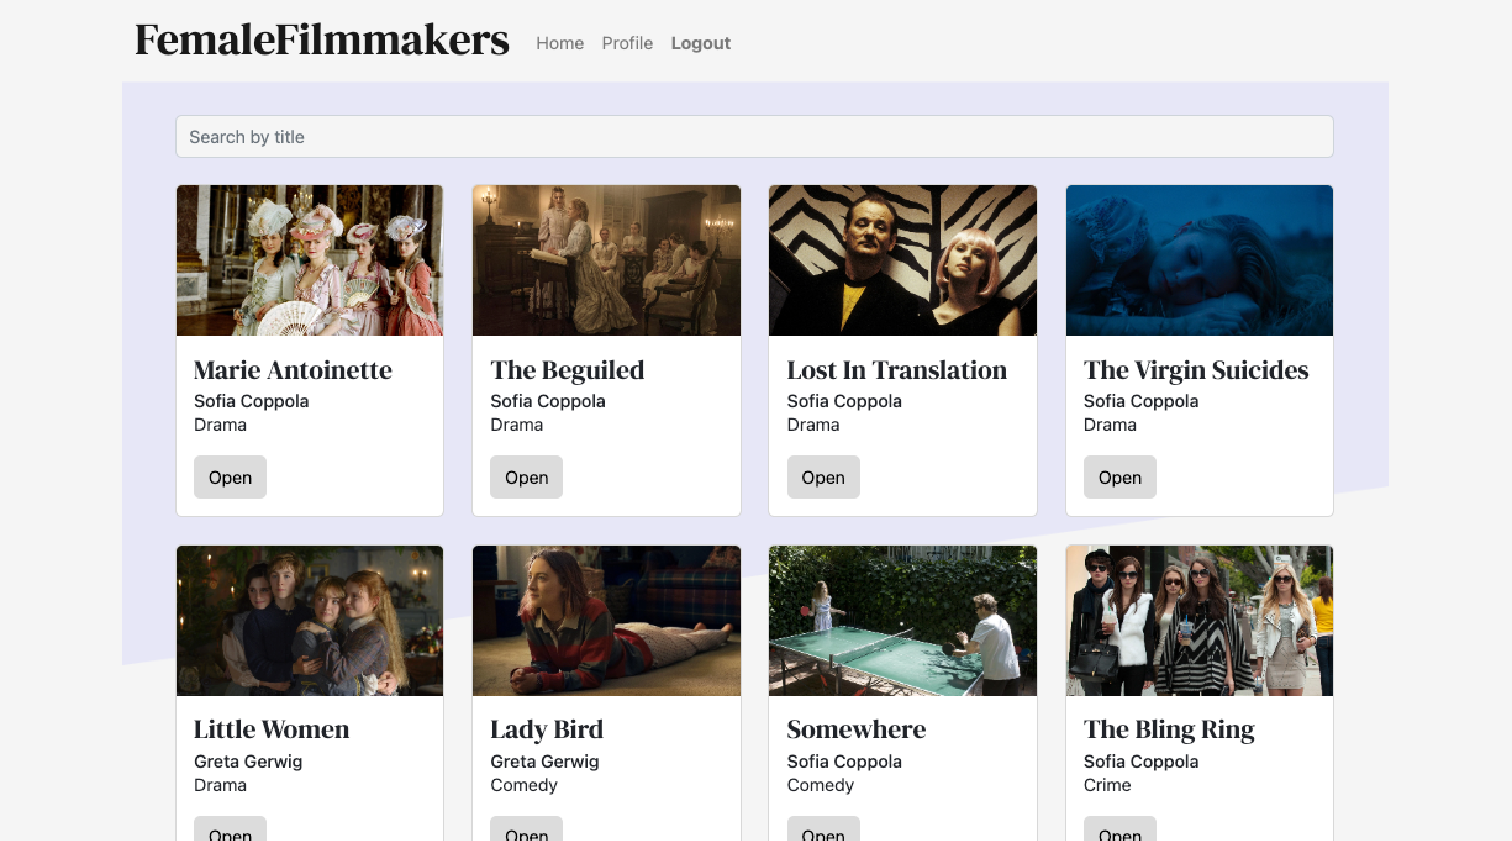 FemaleFilmmakers Home Profile Logout
Search by title
Marie Antoinette
Sofia Coppola
Drama
Open
The Beguiled
Sofia Coppola
Drama
Open
Lost In Translation
Sofia Coppola
Drama
Open
The Virgin Suicides
Sofia Coppola
Drama
Open
Little Women
Greta Gerwig
Drama
Open
Lady Bird
Greta Gerwig
Comedy
Open
Somewhere
Sofia Coppola
Comedy
Open
The Bling Ring
Sofia Coppola
Crime
Open